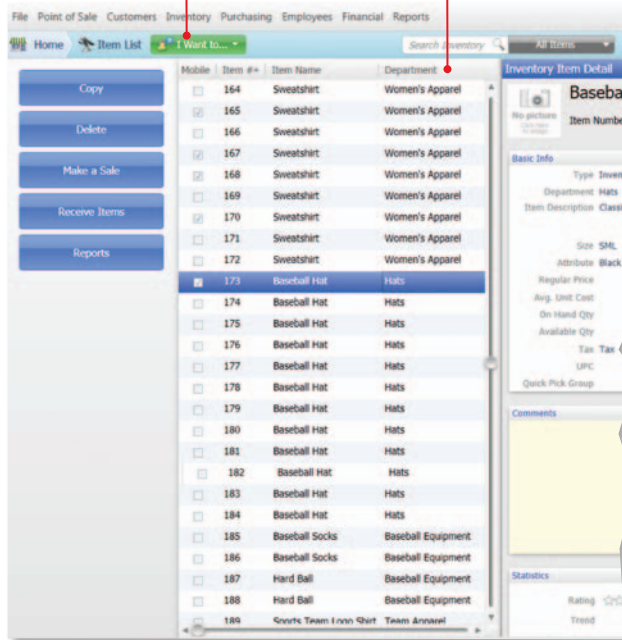 File Point of Sale Customers Inventory Purchasing Employees Financial Reports
Home Item List I Want to... Search Inventory All Items
Copy
Delete
Make a Sale
Receive Items
Reports
Mobile Item # Item Name Department
164 Sweatshirt Women's Apparel
165 Sweatshirt Women's Apparel
166 Sweatshirt Women's Apparel
167 Sweatshirt Women's Apparel
168 Sweatshirt Women's Apparel
169 Sweatshirt Women's Apparel
170 Sweatshirt Women's Apparel
171 Sweatshirt Women's Apparel
172 Sweatshirt Women's Apparel
173 Baseball Hat Hats
174 Baseball Hat Hats
175 Baseball Hat Hats
176 Baseball Hat Hats
177 Baseball Hat Hats
178 Baseball Hat Hats
179 Baseball Hat Hats
180 Baseball Hat Hats
181 Baseball Hat Hats
182 Baseball Hat Hats
183 Baseball Hat Hats
184 Baseball Hat Hats
185 Baseball Socks Baseball Equipment
186 Baseball Socks Baseball Equipment
187 Hard Ball Baseball Equipment
188 Hard Ball Baseball Equipment
189 Sports Team Logo Shirt Team Apparel
Inventory Item Detail
Baseba
No picture
Item Numbe
Basic Info
Type Inven
Department Hats
Item Description Classi
Size SML
Attribute Black
Regular Price
Avg. Unit Cost
On Hand Qty
Available Qty
Tax Tax
UPC
Quick Pick Group
Comments
Statistics
Rating
Trend